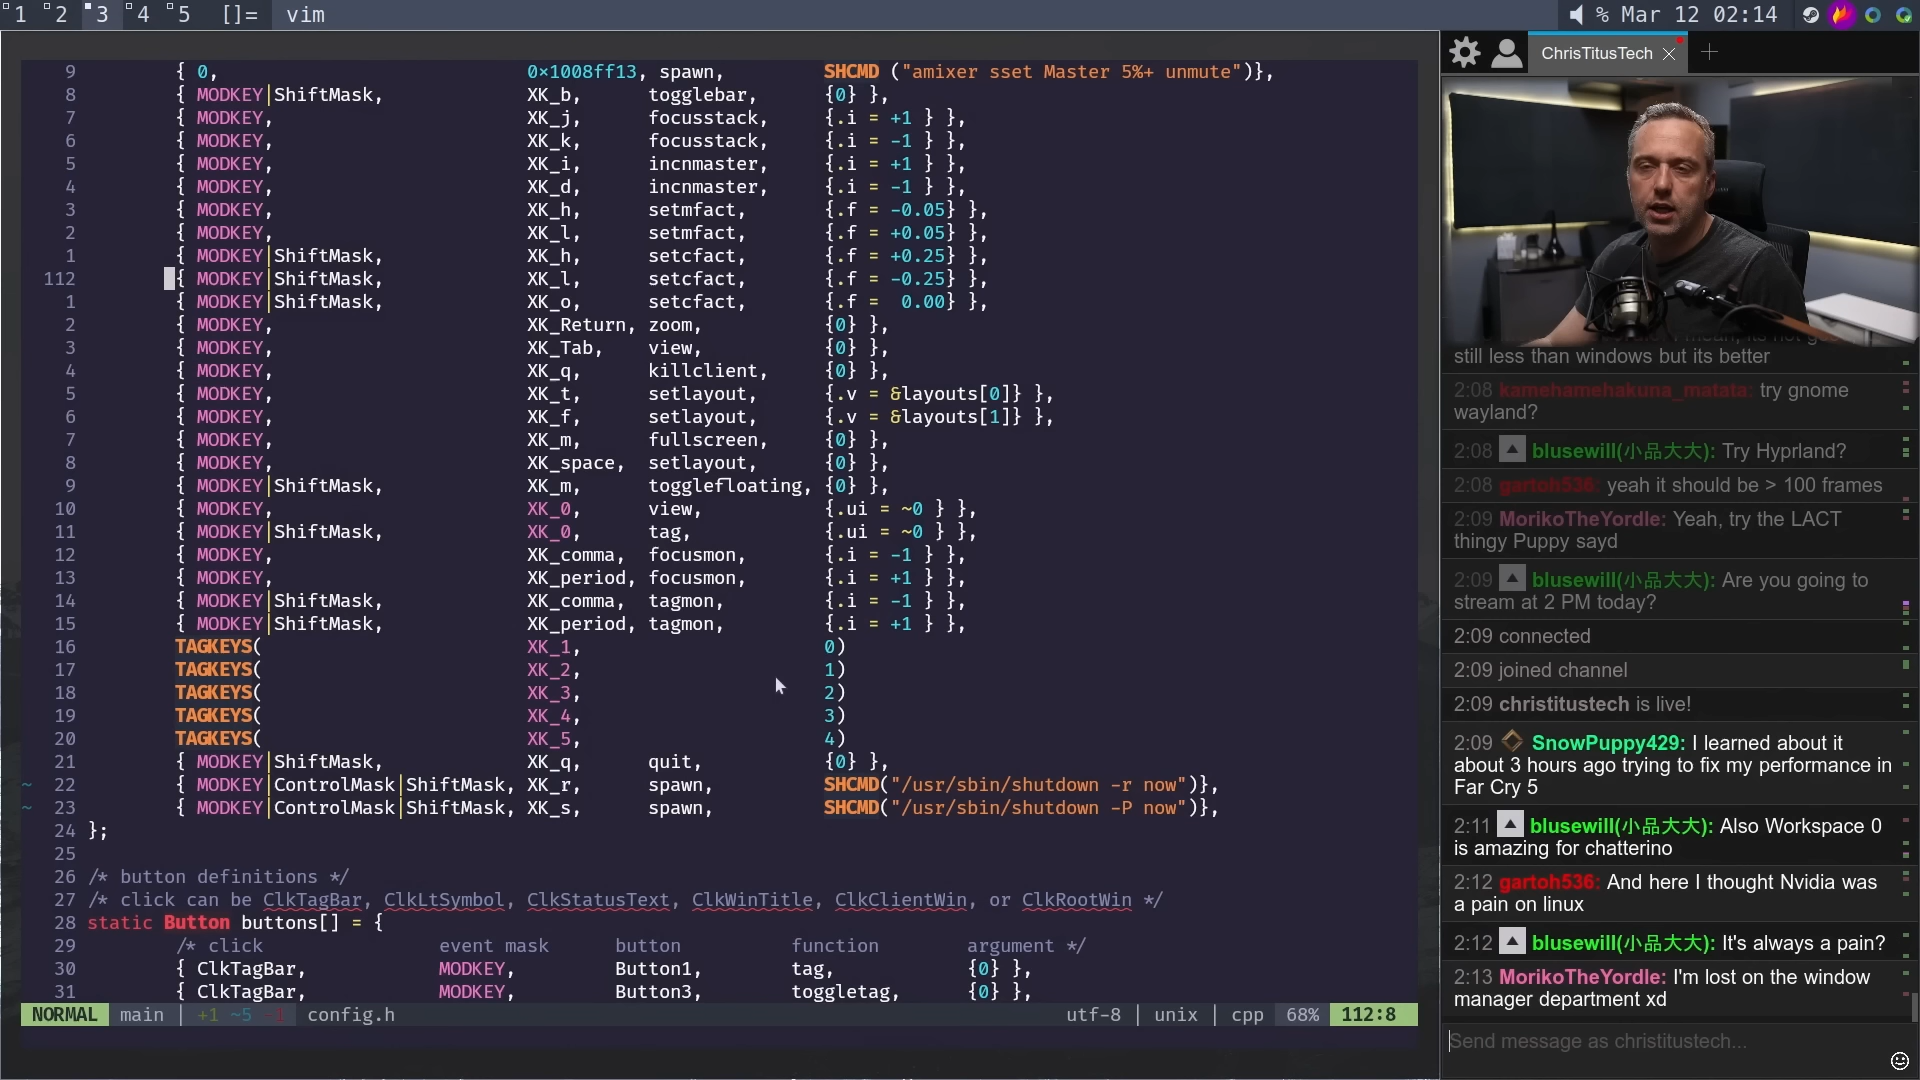 1 2 3 4 5 []= vim
% Mar 12 02:14
9 { 0, 0×1008ff13, spawn, SHCMD ("amixer sset Master 5%+ unmute")},
8 { MODKEY|ShiftMask, XK_b, togglebar, {0} },
7 { MODKEY, XK_j, focusstack, {.i = +1 } },
6 { MODKEY, XK_k, focusstack, {.i = -1 } },
5 { MODKEY, XK_i, incnmaster, {.i = +1 } },
4 { MODKEY, XK_d, incnmaster, {.i = -1 } },
3 { MODKEY, XK_h, setmfact, {.f = -0.05} },
2 { MODKEY, XK_l, setmfact, {.f = +0.05} },
1 { MODKEY|ShiftMask, XK_h, setcfact, {.f = +0.25} },
112 { MODKEY|ShiftMask, XK_l, setcfact, {.f = -0.25} },
1 { MODKEY|ShiftMask, XK_o, setcfact, {.f = 0.00} },
2 { MODKEY, XK_Return, zoom, {0} },
3 { MODKEY, XK_Tab, view, {0} },
4 { MODKEY, XK_q, killclient, {0} },
5 { MODKEY, XK_t, setlayout, {.v = &layouts[0]} },
6 { MODKEY, XK_f, setlayout, {.v = &layouts[1]} },
7 { MODKEY, XK_m, fullscreen, {0} },
8 { MODKEY, XK_space, setlayout, {0} },
9 { MODKEY|ShiftMask, XK_m, togglefloating, {0} },
10 { MODKEY, XK_0, view, {.ui = ~0 } },
11 { MODKEY|ShiftMask, XK_0, tag, {.ui = ~0 } },
12 { MODKEY, XK_comma, focusmon, {.i = -1 } },
13 { MODKEY, XK_period, focusmon, {.i = +1 } },
14 { MODKEY|ShiftMask, XK_comma, tagmon, {.i = -1 } },
15 { MODKEY|ShiftMask, XK_period, tagmon, {.i = +1 } },
16 TAGKEYS( XK_1, 0)
17 TAGKEYS( XK_2, 1)
18 TAGKEYS( XK_3, 2)
19 TAGKEYS( XK_4, 3)
20 TAGKEYS( XK_5, 4)
21 { MODKEY|ShiftMask, XK_q, quit, {0} },
~ 22 { MODKEY|ControlMask|ShiftMask, XK_r, spawn, SHCMD("/usr/sbin/shutdown -r now")},
~ 23 { MODKEY|ControlMask|ShiftMask, XK_s, spawn, SHCMD("/usr/sbin/shutdown -P now")},
24 };
25
26 /* button definitions */
27 /* click can be ClkTagBar, ClkLtSymbol, ClkStatusText, ClkWinTitle, ClkClientWin, or ClkRootWin */
28 static Button buttons[] = {
29 /* click event mask button function argument */
30 { ClkTagBar, MODKEY, Button1, tag, {0} },
31 { ClkTagBar, MODKEY, Button3, toggletag, {0} },
NORMAL main | +1 ~5 -1 config.h utf-8 | unix | cpp 68% 112:8
ChrisTitusTech
still less than windows but its better
2:08 kamehamehakuna_matata: try gnome
wayland?
2:08 blusewill(小品大大): Try Hyprland?
2:08 gartoh536: yeah it should be > 100 frames
2:09 MorikoTheYordle: Yeah, try the LACT
thingy Puppy sayd
2:09 blusewill(小品大大): Are you going to
stream at 2 PM today?
2:09 connected
2:09 joined channel
2:09 christitustech is live!
2:09 SnowPuppy429: I learned about it
about 3 hours ago trying to fix my performance in
Far Cry 5
2:11 blusewill(小品大大): Also Workspace 0
is amazing for chatterino
2:12 gartoh536: And here I thought Nvidia was
a pain on linux
2:12 blusewill(小品大大): It's always a pain?
2:13 MorikoTheYordle: I'm lost on the window
manager department xd
Send message as christitustech...